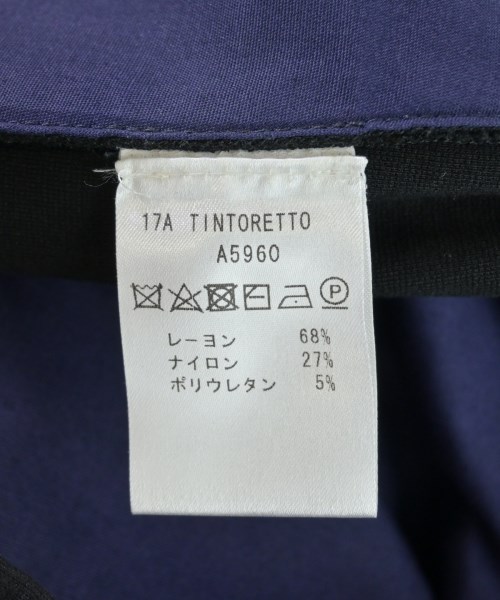 17A TINTORETTO
A5960
P
レーヨン 68%
ナイロン 27%
ポリウレタン 5%